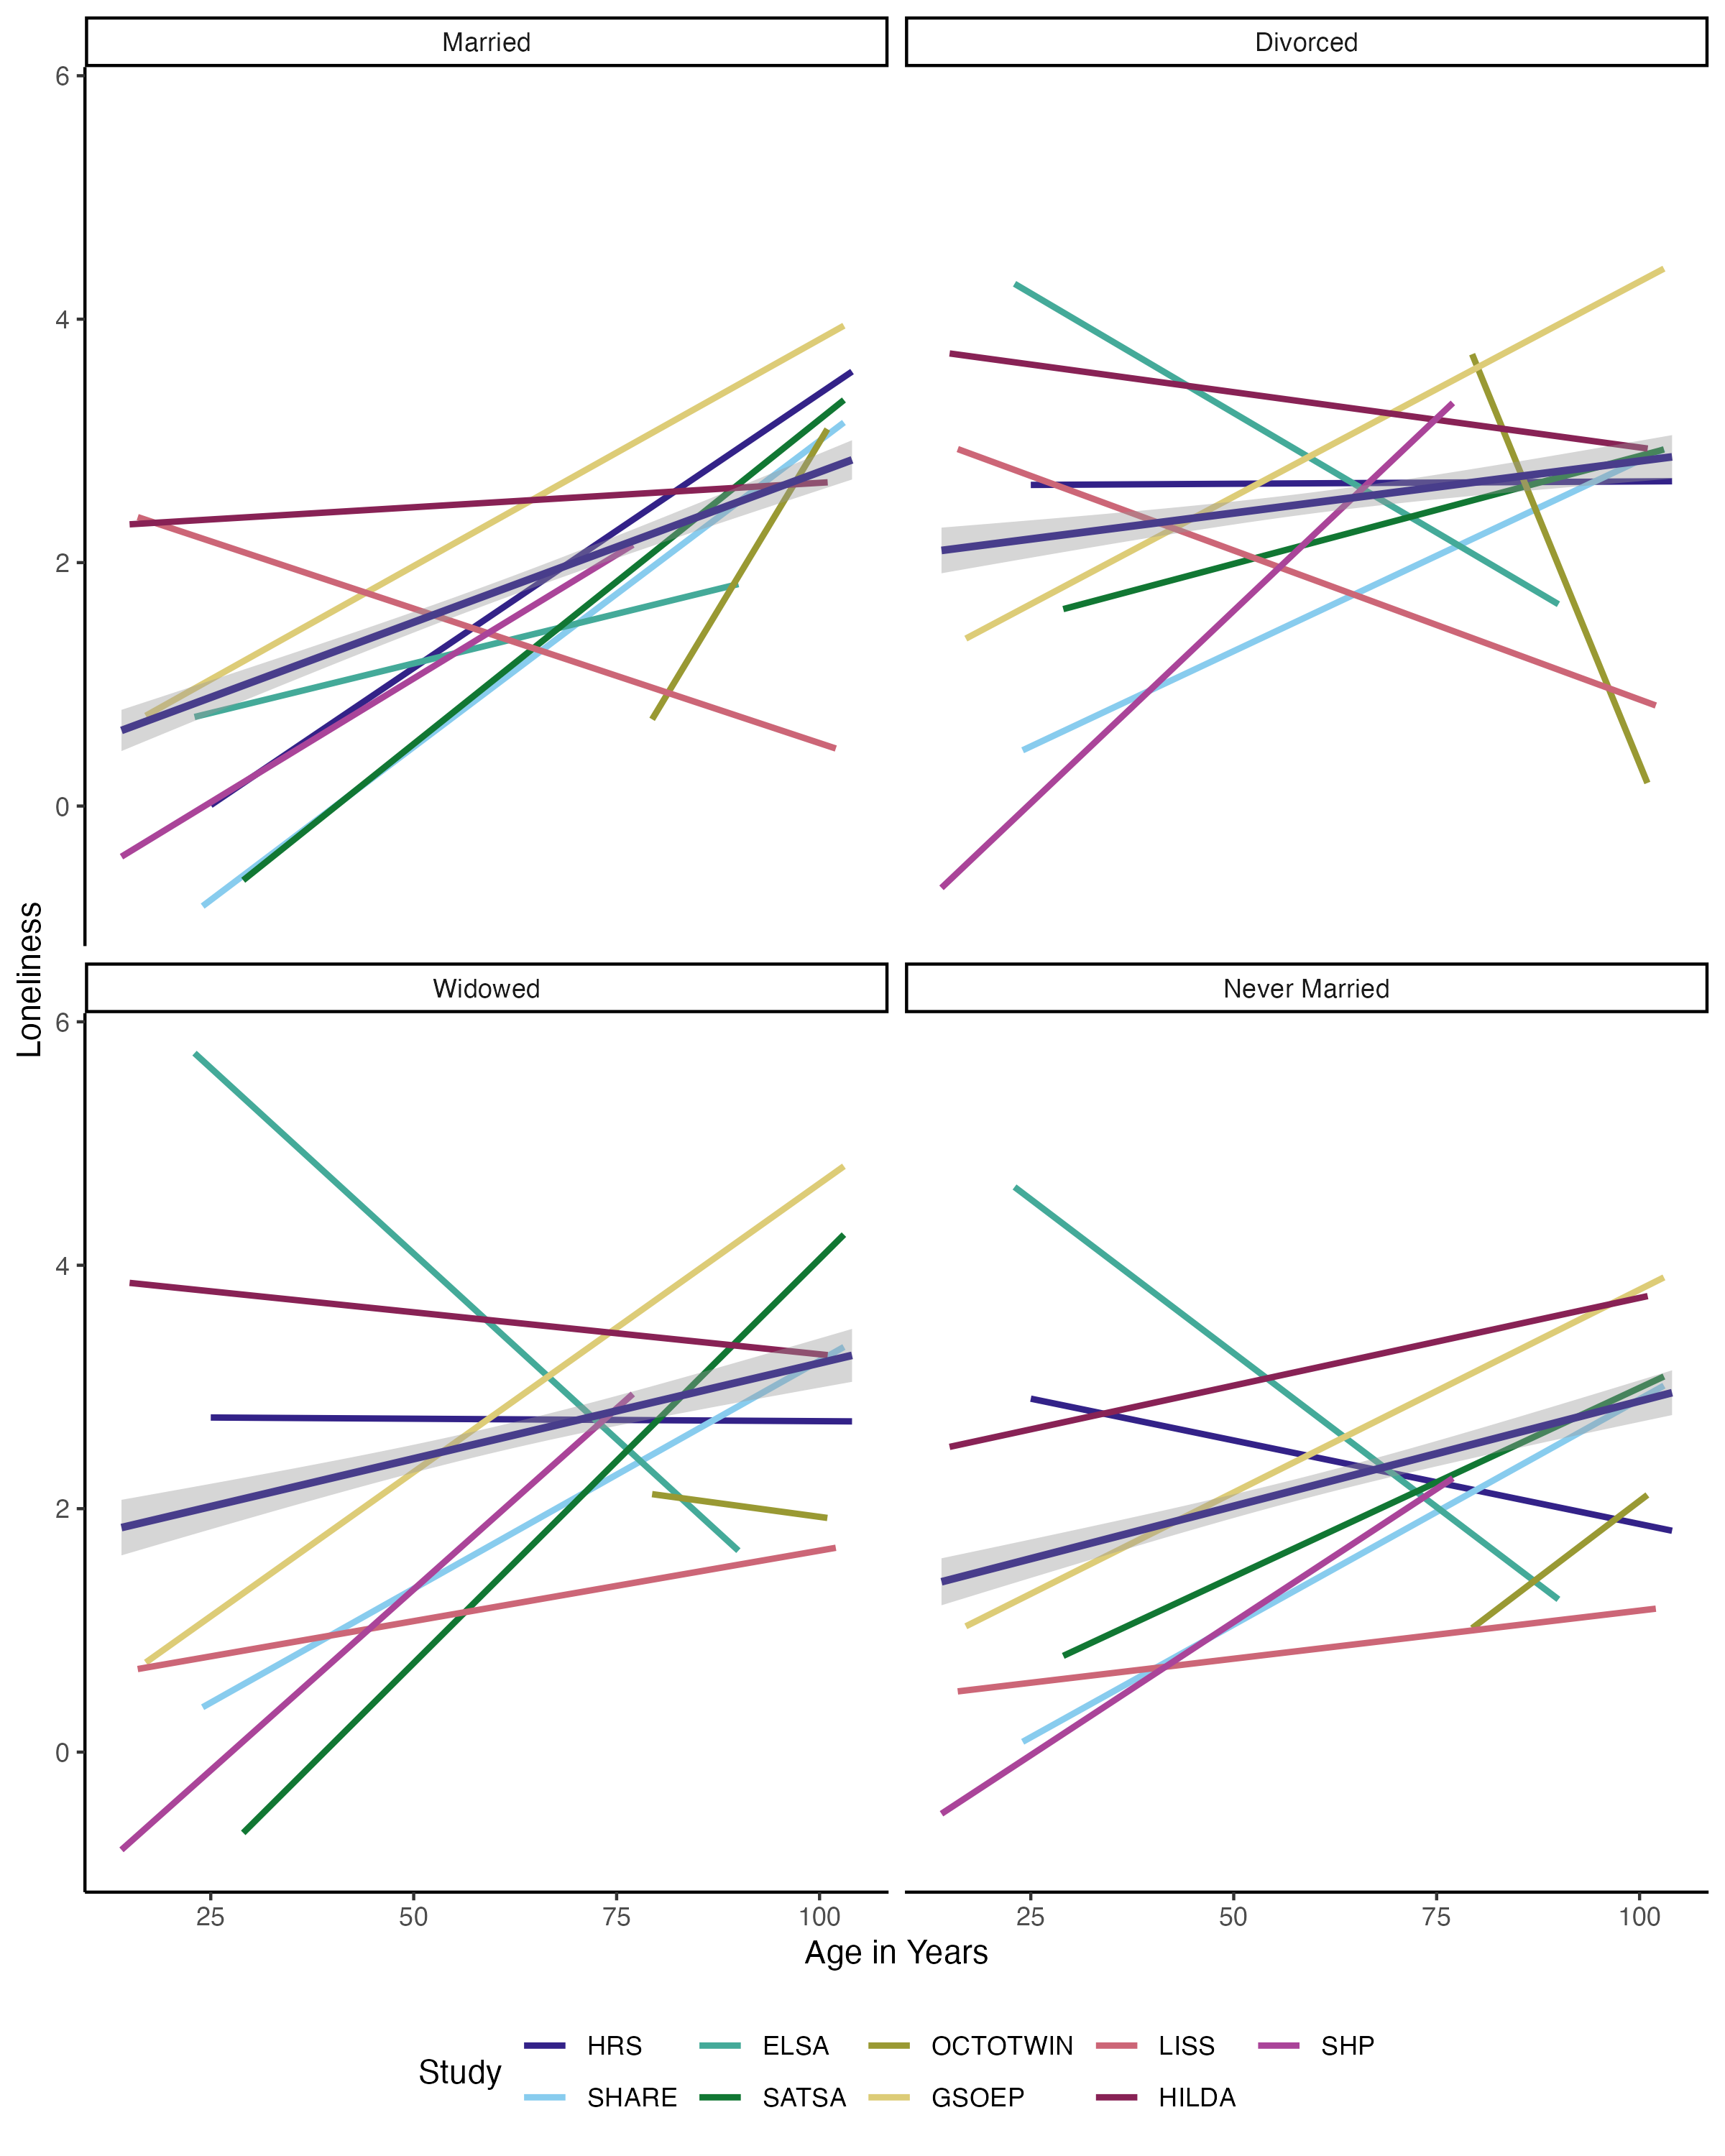 Married
Divorced
6
4
2
0
Loneliness
Widowed
Never Married
6
4
2
0
25 50 75 100
25 50 75 100
Age in Years
Study
HRS ELSA OCTOTWIN LISS SHP
SHARE SATSA GSOEP HILDA